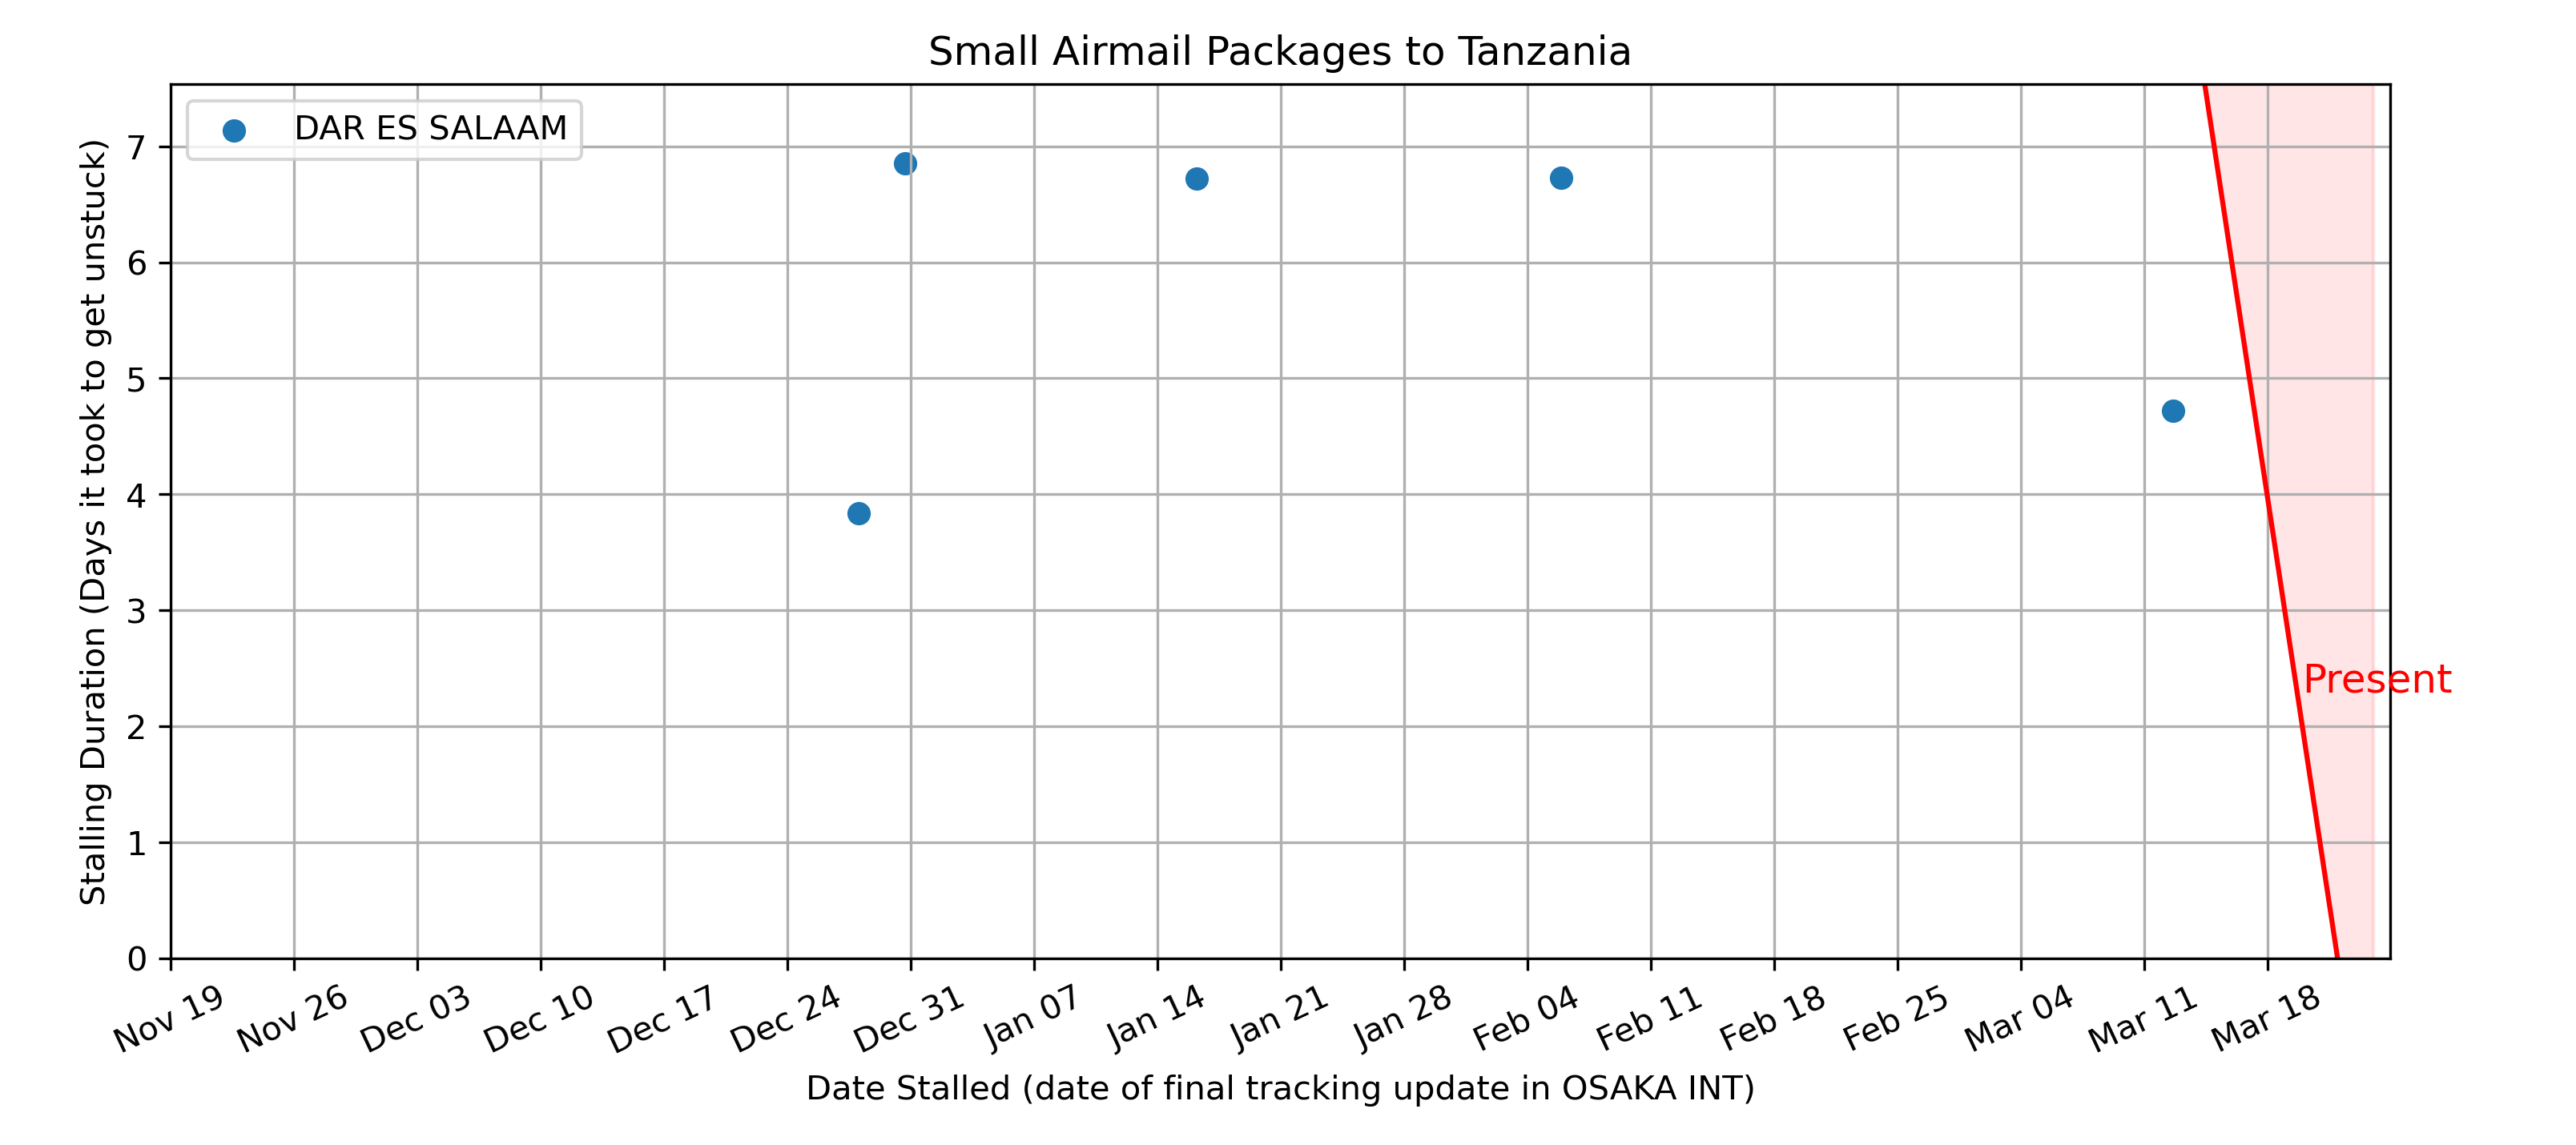 Small Airmail Packages to Tanzania
DAR ES SALAAM
Stalling Duration (Days it took to get unstuck)
7
6
5
4
3
2
1
0
Present
Nov 19 Nov 26 Dec 03 Dec 10 Dec 17 Dec 24 Dec 31 Jan 07 Jan 14 Jan 21 Jan 28 Feb 04 Feb 11 Feb 18 Feb 25 Mar 04 Mar 11 Mar 18
Date Stalled (date of final tracking update in OSAKA INT)